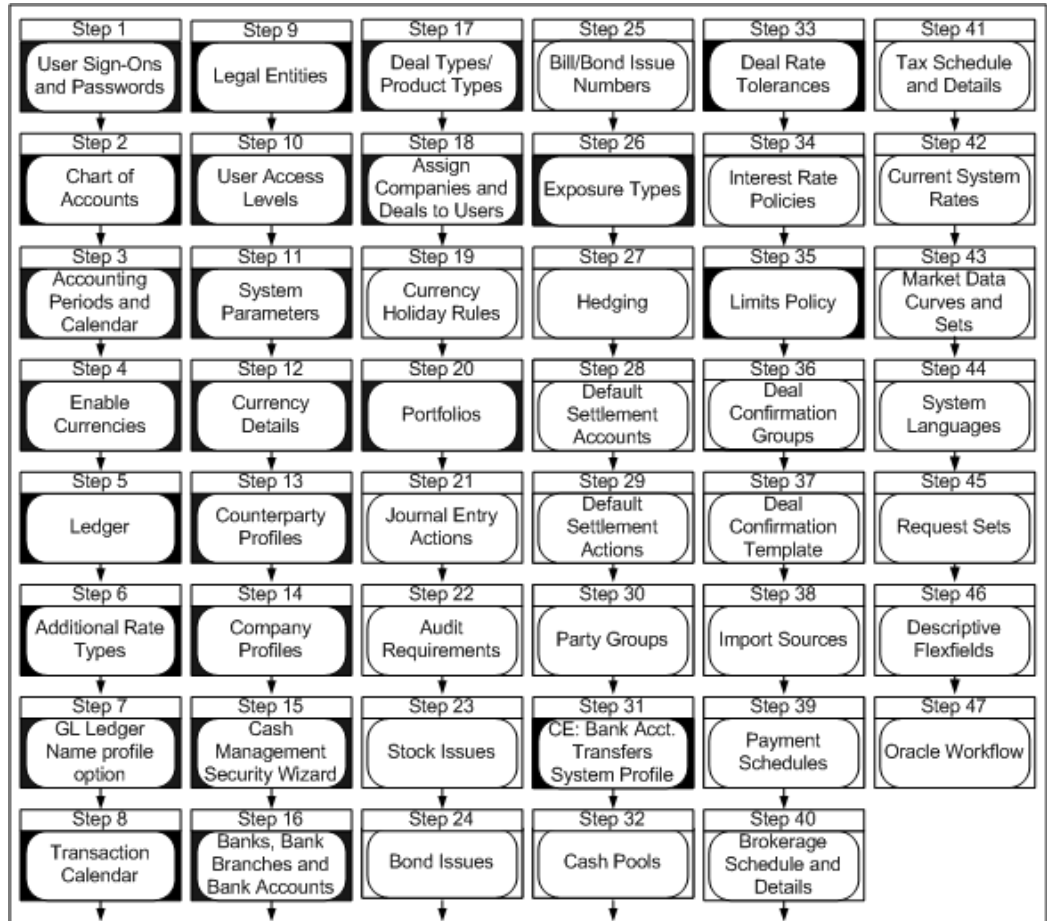 Step 1
User Sign-Ons
and Passwords
Step 2
Chart of
Accounts
Step 3
Accounting
Periods and
Calendar
Step 4
Enable
Currencies
Step 5
Ledger
Step 6
Additional Rate
Types
Step 7
GL Ledger
Name profile
option
Step 8
Transaction
Calendar
Step 9
Legal Entities
Step 10
User Access
Levels
Step 11
System
Parameters
Step 12
Currency
Details
Step 13
Counterparty
Profiles
Step 14
Company
Profiles
Step 15
Cash
Management
Security Wizard
Step 16
Banks, Bank
Branches and
Bank Accounts
Step 17
Deal Types/
Product Types
Step 18
Assign
Companies and
Deals to Users
Step 19
Currency
Holiday Rules
Step 20
Portfolios
Step 21
Journal Entry
Actions
Step 22
Audit
Requirements
Step 23
Stock Issues
Step 24
Bond Issues
Step 25
Bill/Bond Issue
Numbers
Step 26
Exposure Types
Step 27
Hedging
Step 28
Default
Settlement
Accounts
Step 29
Default
Settlement
Actions
Step 30
Party Groups
Step 31
CE: Bank Acct.
Transfers
System Profile
Step 32
Cash Pools
Step 33
Deal Rate
Tolerances
Step 34
Interest Rate
Policies
Step 35
Limits Policy
Step 36
Deal
Confirmation
Groups
Step 37
Deal
Confirmation
Template
Step 38
Import Sources
Step 39
Payment
Schedules
Step 40
Brokerage
Schedule and
Details
Step 41
Tax Schedule
and Details
Step 42
Current System
Rates
Step 43
Market Data
Curves and
Sets
Step 44
System
Languages
Step 45
Request Sets
Step 46
Descriptive
Flexfields
Step 47
Oracle Workflow